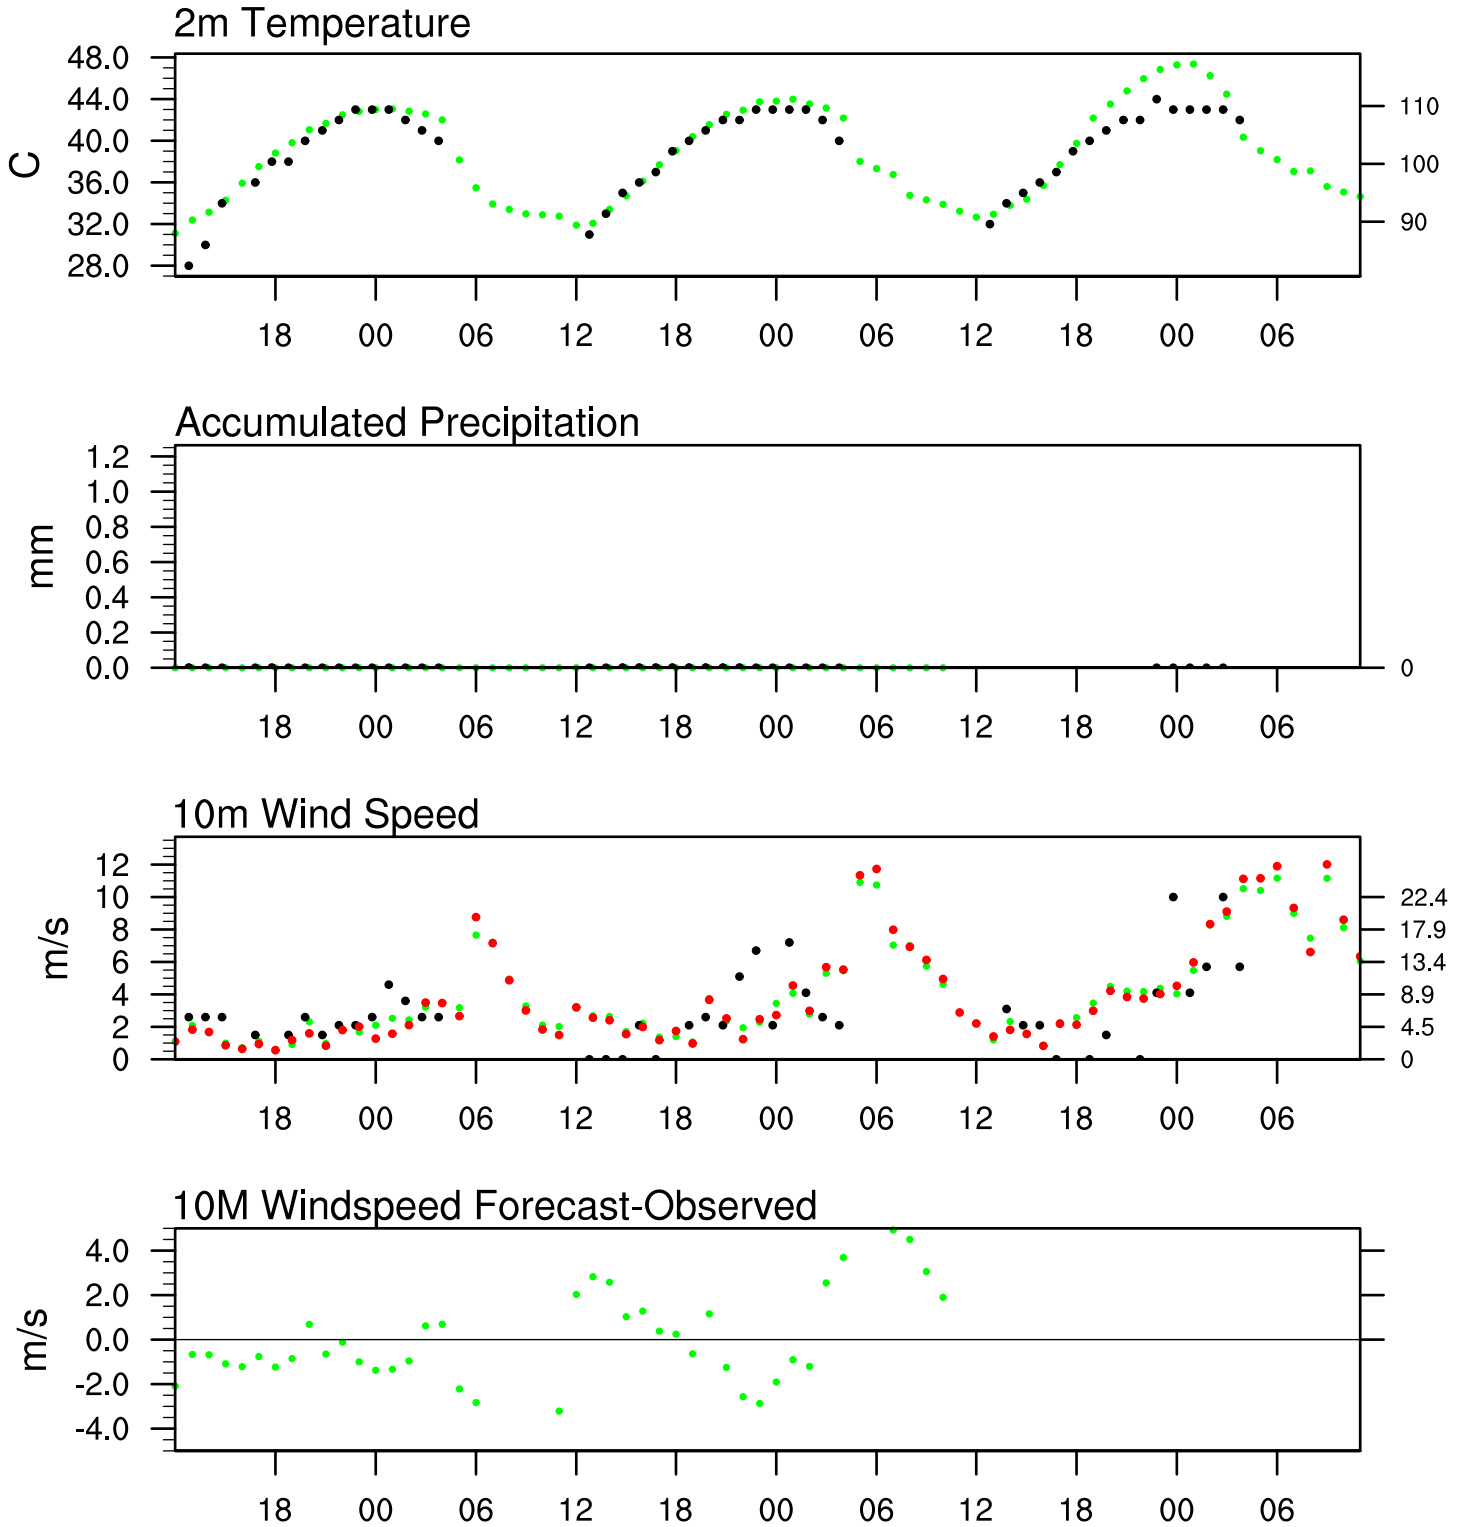 2m Temperature
48.0
44.0
40.0
36.0
32.0
28.0
C
110
100
90
18 00 06 12 18 00 06 12 18 00 06
Accumulated Precipitation
1.2
1.0
0.8
0.6
0.4
0.2
0.0
mm
0
18 00 06 12 18 00 06 12 18 00 06
10m Wind Speed
12
10
8
6
4
2
0
m/s
22.4
17.9
13.4
8.9
4.5
0
18 00 06 12 18 00 06 12 18 00 06
10M Windspeed Forecast-Observed
4.0
2.0
0.0
-2.0
-4.0
m/s
18 00 06 12 18 00 06 12 18 00 06